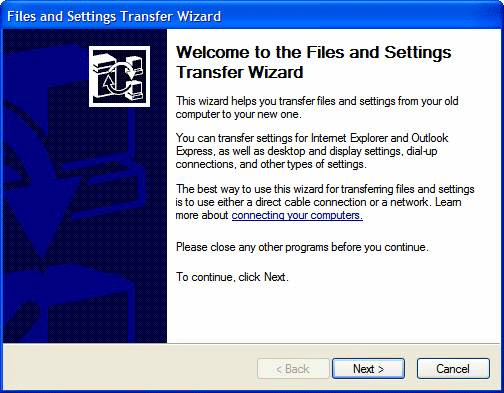 Files and Settings Transfer Wizard
Welcome to the Files and Settings
Transfer Wizard
This wizard helps you transfer files and settings from your old
computer to your new one.
You can transfer settings for Internet Explorer and Outlook
Express, as well as desktop and display settings, dial-up
connections, and other types of settings.
The best way to use this wizard for transferring files and settings
is to use either a direct cable connection or a network. Learn
more about connecting your computers.
Please close any other programs before you continue.
To continue, click Next.
< Back
Next >
Cancel